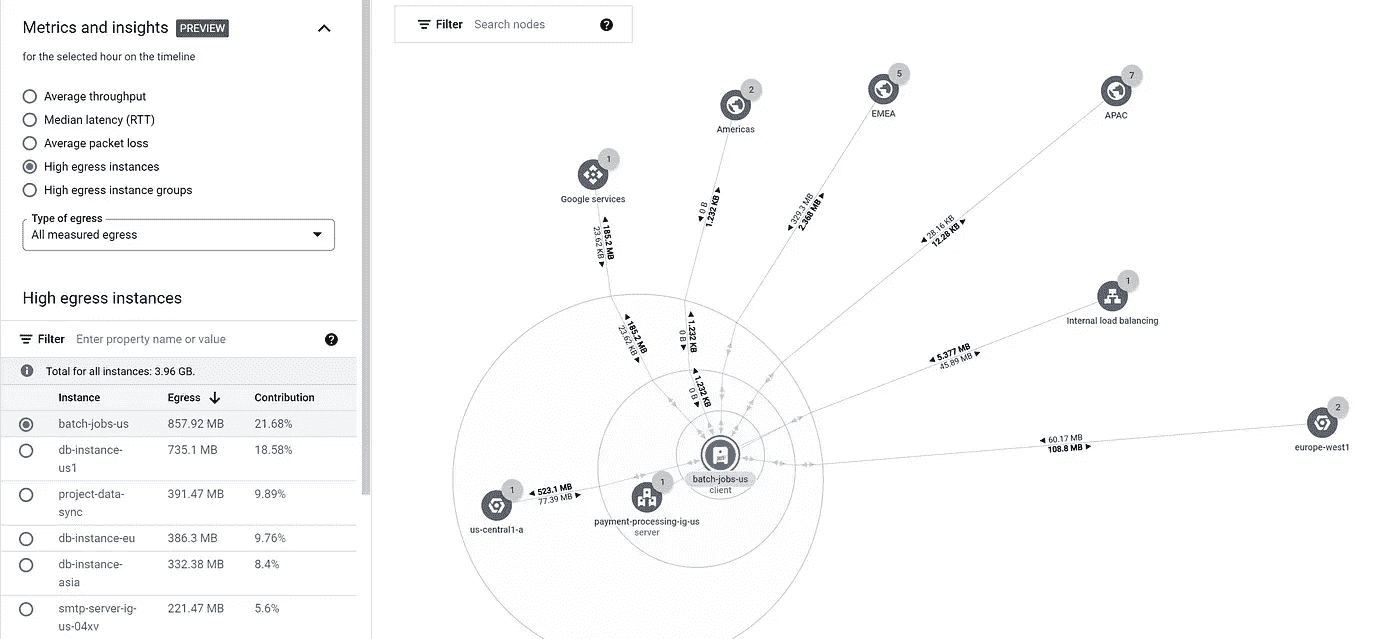 Metrics and insights PREVIEW
for the selected hour on the timeline
Average throughput
Median latency (RTT)
Average packet loss
High egress instances
High egress instance groups
Type of egress
All measured egress
High egress instances
Filter Enter property name or value
Total for all instances: 3.96 GB.
Instance Egress Contribution
batch-jobs-us 857.92 MB 21.68%
db-instance-
us1 735.1 MB 18.58%
project-data-
sync 391.47 MB 9.89%
db-instance-eu 386.3 MB 9.76%
db-instance-
asia 332.38 MB 8.4%
smtp-server-ig-
us-04xv 221.47 MB 5.6%
Filter Search nodes
2
Americas
5
EMEA
7
APAC
1
Google services
185.2 MB
23.62 KB
0 B
1.232 KB
329.3 MB
2.368 MB
28.16 KB
12.28 KB
1
Internal load balancing
185.2 MB
23.62 KB
1.232 KB
0 B
5.377 MB
45.89 MB
1.232 KB
0 B
2
europe-west1
60.17 MB
108.8 MB
batch-jobs-us
client
1
us-central1-a
523.1 MB
77.39 MB
1
payment-processing-ig-us
server